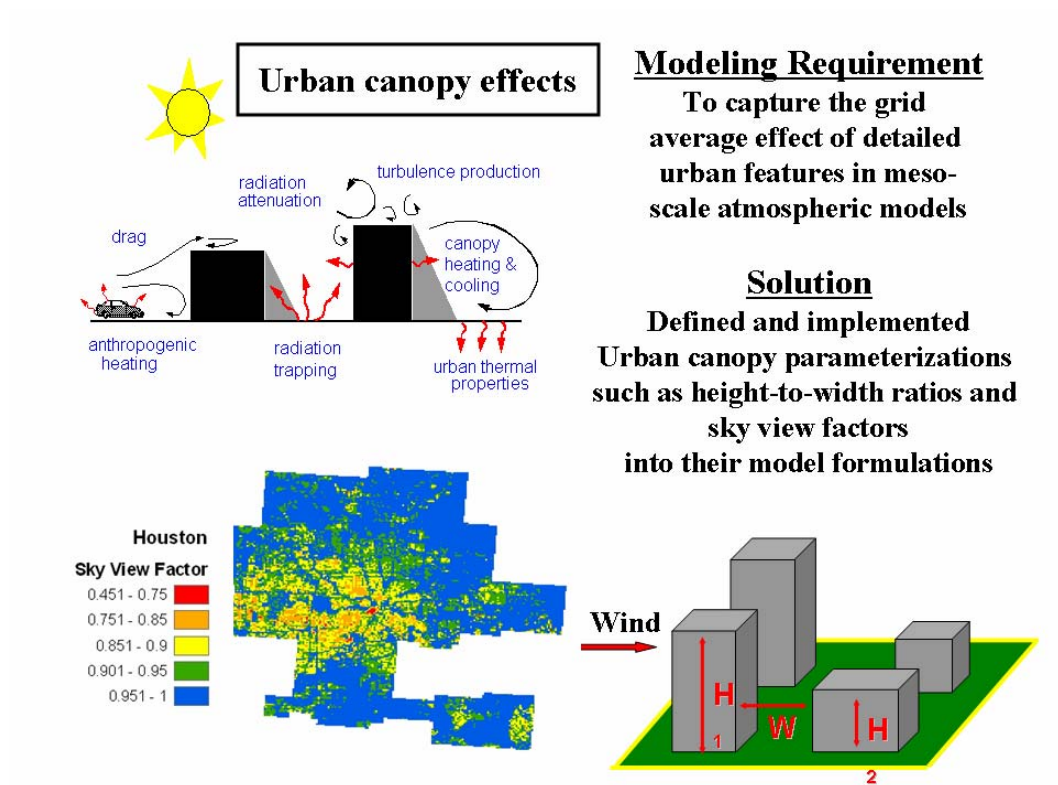 Urban canopy effects
radiation
attenuation
turbulence production
drag
canopy
heating &
cooling
anthropogenic
heating
radiation
trapping
urban thermal
properties
Modeling Requirement
To capture the grid
average effect of detailed
urban features in meso-
scale atmospheric models
Solution
Defined and implemented
Urban canopy parameterizations
such as height-to-width ratios and
sky view factors
into their model formulations
Houston
Sky View Factor
0.451 - 0.75
0.751 - 0.85
0.851 - 0.9
0.901 - 0.95
0.951 - 1
Wind
H
1
W
H
2